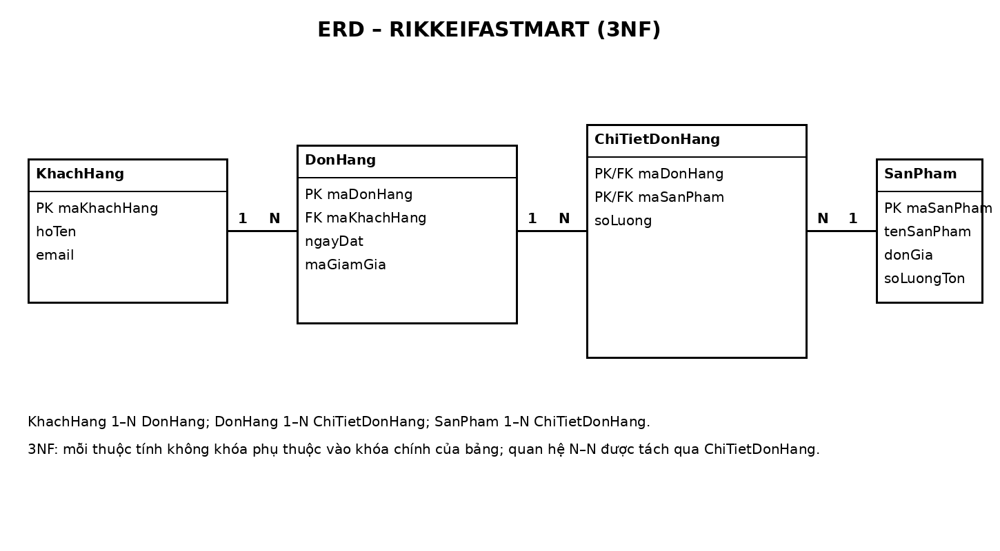 ERD – RIKKEIFASTMART (3NF)
KhachHang
PK maKhachHang
hoTen
email
1 N
DonHang
PK maDonHang
FK maKhachHang
ngayDat
maGiamGia
1 N
ChiTietDonHang
PK/FK maDonHang
PK/FK maSanPham
soLuong
N 1
SanPham
PK maSanPham
tenSanPham
donGia
soLuongTon
KhachHang 1–N DonHang; DonHang 1–N ChiTietDonHang; SanPham 1–N ChiTietDonHang.
3NF: mỗi thuộc tính không khóa phụ thuộc vào khóa chính của bảng; quan hệ N–N được tách qua ChiTietDonHang.